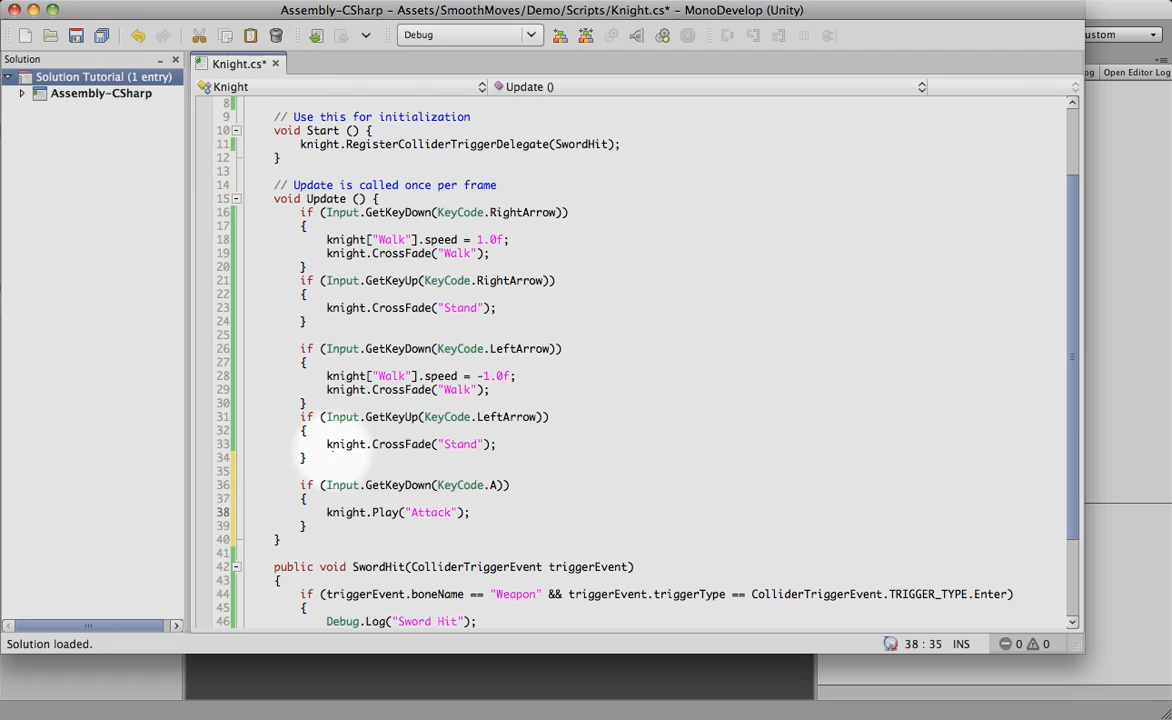 Assembly-CSharp - Assets/SmoothMoves/Demo/Scripts/Knight.cs* - MonoDevelop (Unity)
Debug
ustom
Solution
Knight.cs*
og Open Editor Log
Solution Tutorial (1 entry)
Assembly-CSharp
Knight
Update ()
8
9 // Use this for initialization
10 void Start () {
11 knight.RegisterColliderTriggerDelegate(SwordHit);
12 }
13
14 // Update is called once per frame
15 void Update () {
16 if (Input.GetKeyDown(KeyCode.RightArrow))
17 {
18 knight["Walk"].speed = 1.0f;
19 knight.CrossFade("Walk");
20 }
21 if (Input.GetKeyUp(KeyCode.RightArrow))
22 {
23 knight.CrossFade("Stand");
24 }
25
26 if (Input.GetKeyDown(KeyCode.LeftArrow))
27 {
28 knight["Walk"].speed = -1.0f;
29 knight.CrossFade("Walk");
30 }
31 if (Input.GetKeyUp(KeyCode.LeftArrow))
32 {
33 knight.CrossFade("Stand");
34 }
35
36 if (Input.GetKeyDown(KeyCode.A))
37 {
38 knight.Play("Attack");
39 }
40 }
41
42 public void SwordHit(ColliderTriggerEvent triggerEvent)
43 {
44 if (triggerEvent.boneName == "Weapon" && triggerEvent.triggerType == ColliderTriggerEvent.TRIGGER_TYPE.Enter)
45 {
46 Debug.Log("Sword Hit");
Solution loaded.
38 : 35 INS 0 0